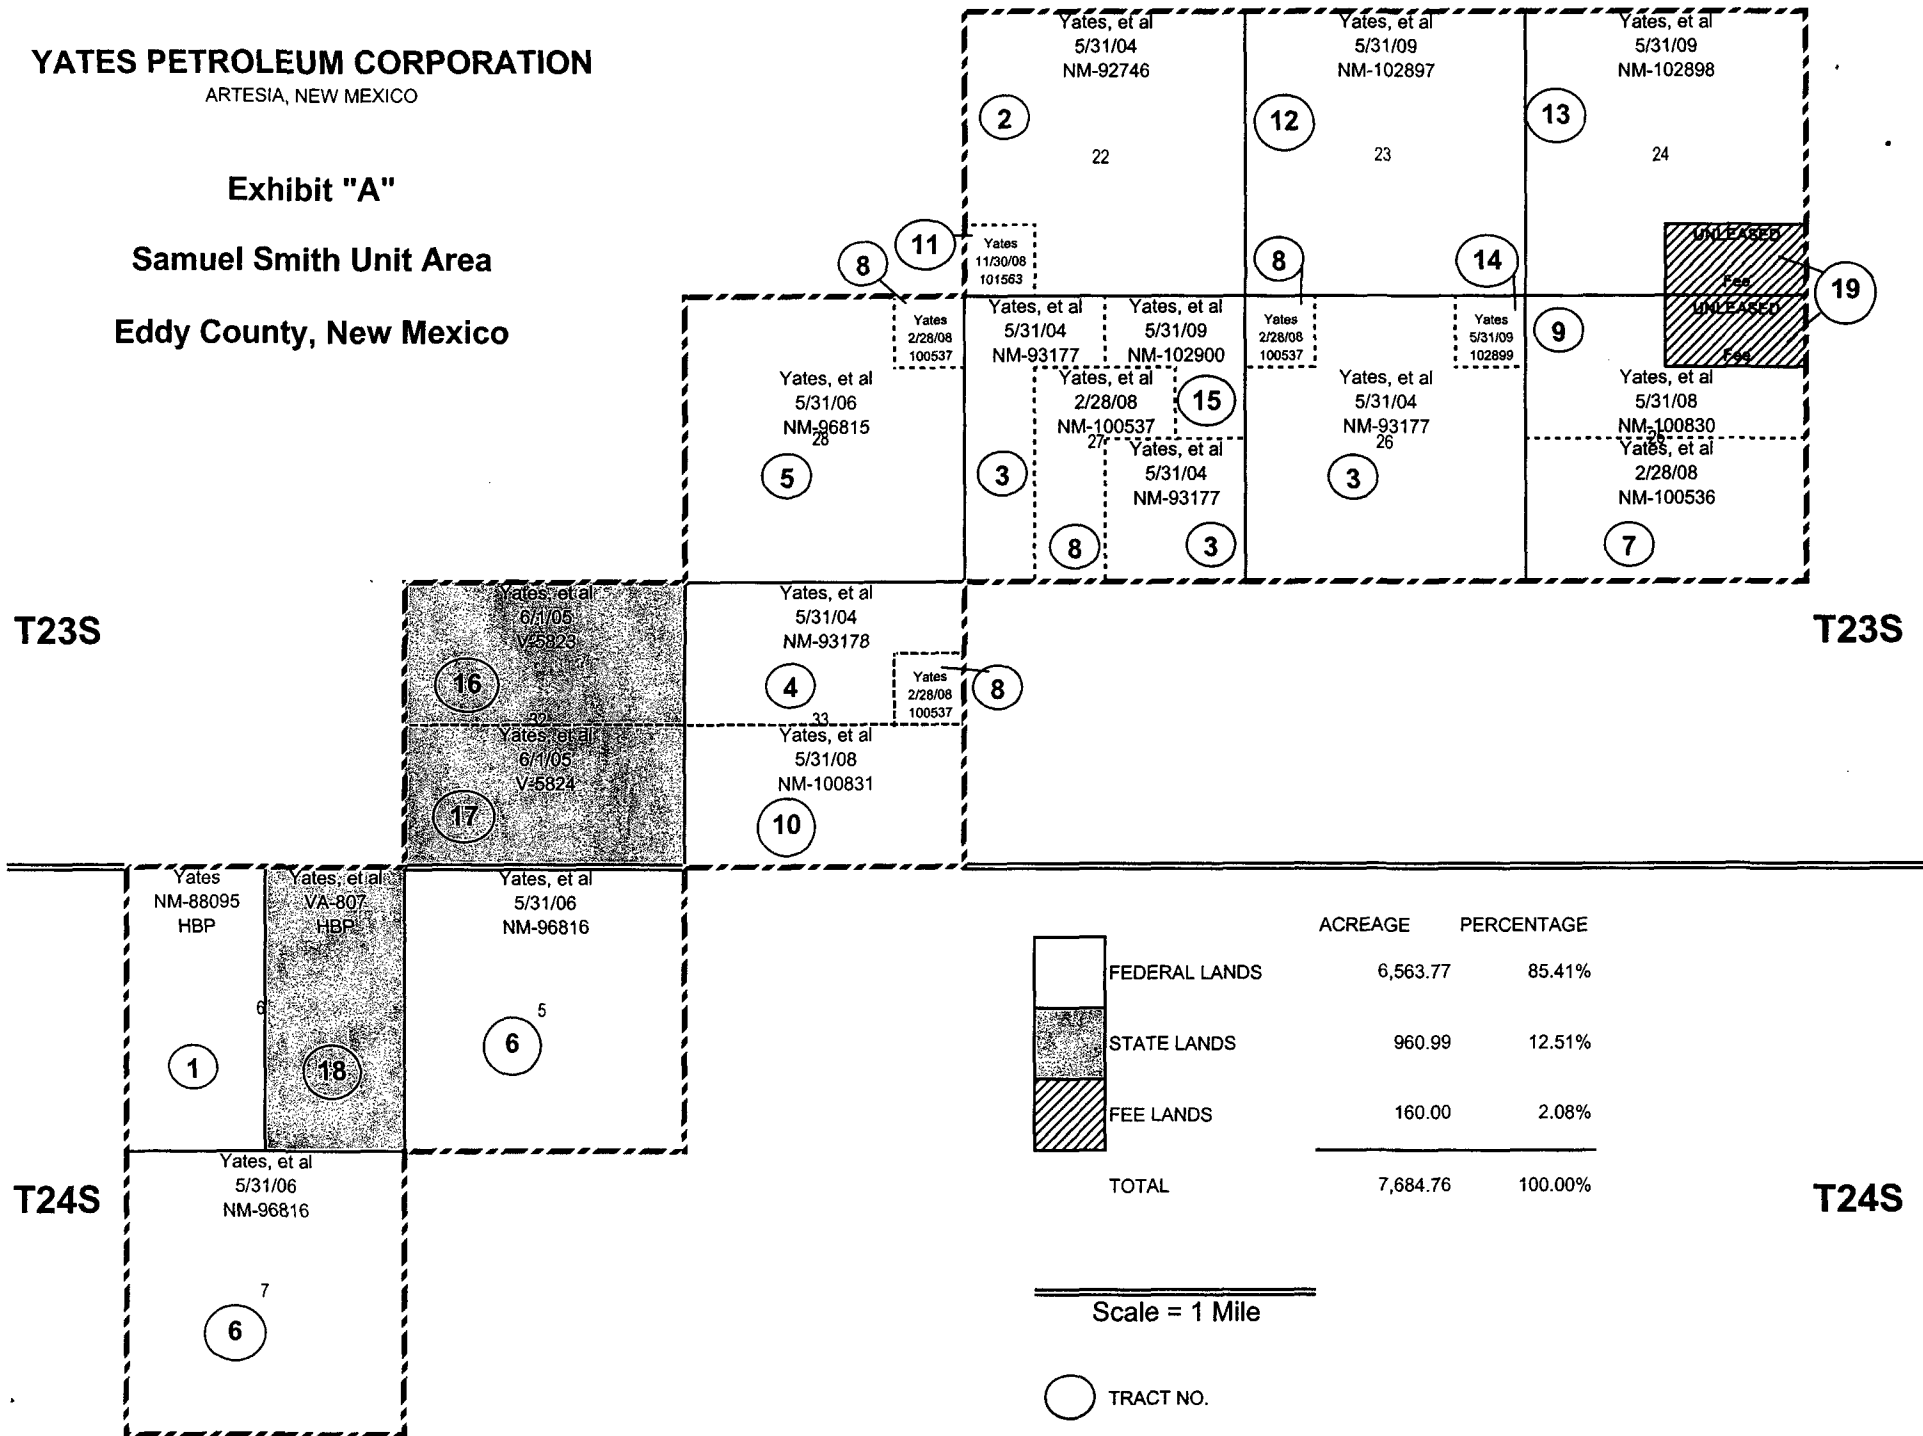 YATES PETROLEUM CORPORATION
ARTESIA, NEW MEXICO
Exhibit "A"
Samuel Smith Unit Area
Eddy County, New Mexico
Yates, et al
5/31/04
NM-92746
2
22
Yates, et al
5/31/09
NM-102897
12
23
Yates, et al
5/31/09
NM-102898
13
24
11
Yates
11/30/08
101563
8
8
14
UNLEASED
Fee
UNLEASED
Fee
19
Yates
2/28/08
100537
Yates, et al
5/31/06
NM-96815
28
5
Yates, et al
5/31/04
NM-93177
3
Yates, et al
5/31/09
NM-102900
15
Yates, et al
2/28/08
NM-100537
27
8
Yates, et al
5/31/04
NM-93177
3
Yates
2/28/08
100537
Yates
5/31/09
102899
Yates, et al
5/31/04
NM-93177
26
3
9
Yates, et al
5/31/08
NM-100830
Yates, et al
2/28/08
NM-100536
7
T23S
T23S
Yates, et al
6/1/05
V-5823
16
32
Yates, et al
6/1/05
V-5824
17
Yates, et al
5/31/04
NM-93178
4
33
Yates
2/28/08
100537
8
Yates, et al
5/31/08
NM-100831
10
Yates
NM-88095
HBP
6
1
Yates, et al
VA-807
HBP
18
Yates, et al
5/31/06
NM-96816
5
6
T24S
T24S
Yates, et al
5/31/06
NM-96816
7
6
ACREAGE PERCENTAGE
FEDERAL LANDS 6,563.77 85.41%
STATE LANDS 960.99 12.51%
FEE LANDS 160.00 2.08%
TOTAL 7,684.76 100.00%
Scale = 1 Mile
TRACT NO.